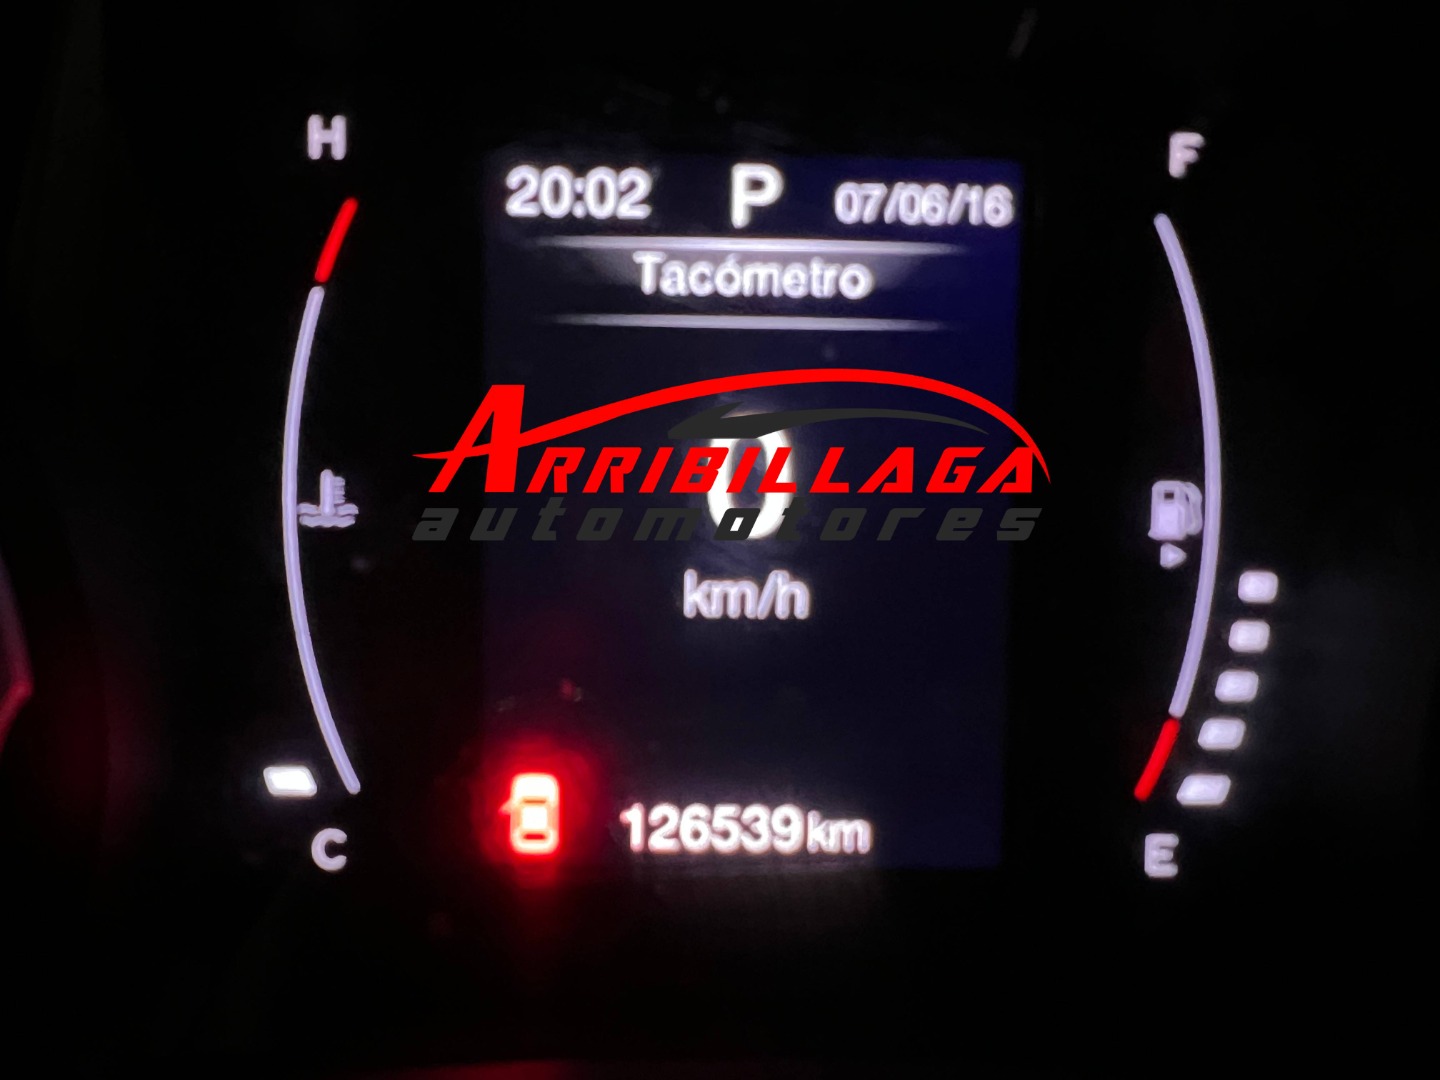 H
F
20:02 P 07/06/16
Tacómetro
0
ARRIBILLAGA
automotores
km/h
126539km
C
E